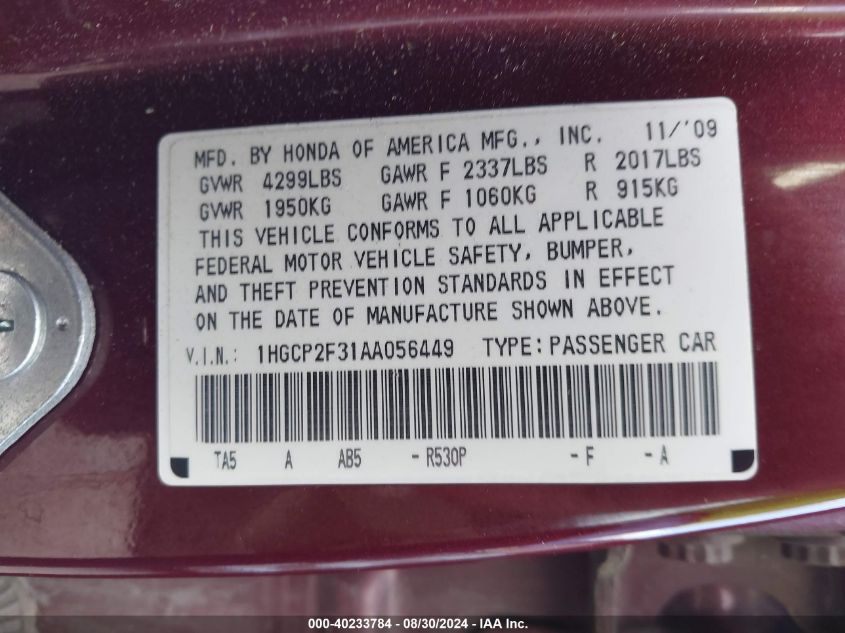 MFD. BY HONDA OF AMERICA MFG., INC. 11/'09
GVWR 4299LBS GAWR F 2337LBS R 2017LBS
GVWR 1950KG GAWR F 1060KG R 915KG
THIS VEHICLE CONFORMS TO ALL APPLICABLE
FEDERAL MOTOR VEHICLE SAFETY, BUMPER,
AND THEFT PREVENTION STANDARDS IN EFFECT
ON THE DATE OF MANUFACTURE SHOWN ABOVE.
V.I.N.: 1HGCP2F31AA056449 TYPE: PASSENGER CAR
TA5 A AB5 - R530P - F - A
000-40233784 - 08/30/2024 - IAA Inc.